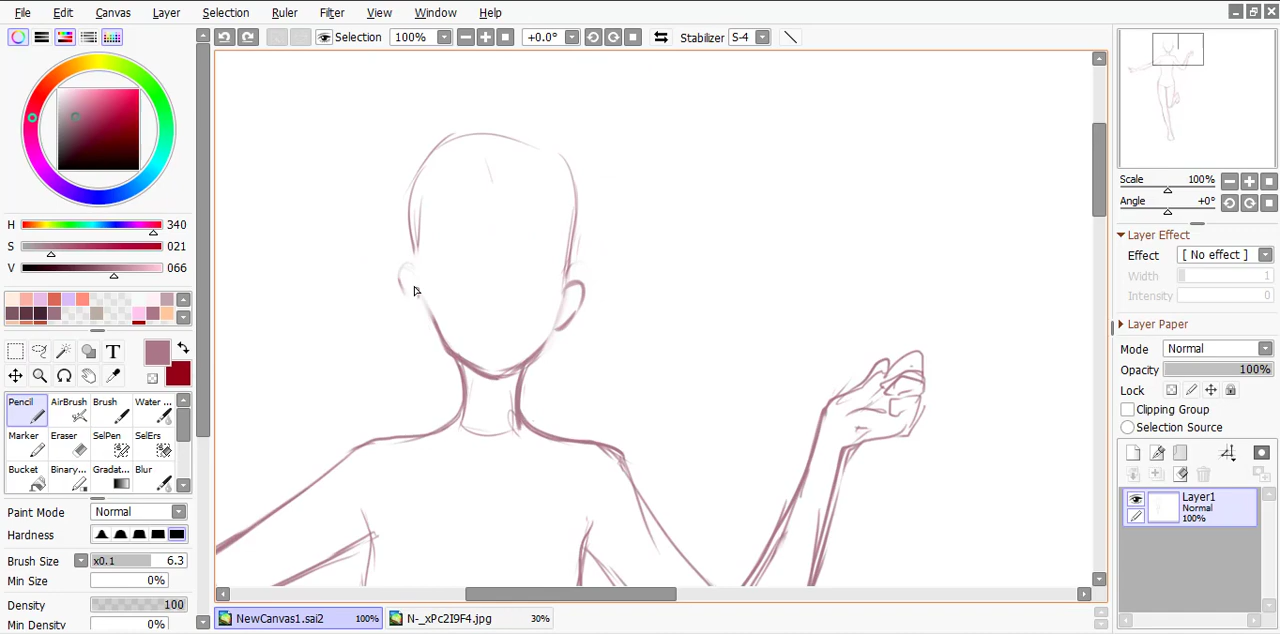 File Edit Canvas Layer Selection Ruler Filter View Window Help
Selection 100% +0.0° Stabilizer S-4
H 340
S 021
V 066
T
Pencil AirBrush Brush Water ...
Marker Eraser SelPen SelErs
Bucket Binary... Gradat... Blur
Paint Mode Normal
Hardness
Brush Size x0.1 6.3
Min Size 0%
Density 100
Min Density 0%
NewCanvas1.sai2 100% N-_xPc2I9F4.jpg 30%
Scale 100%
Angle +0°
Layer Effect
Effect [ No effect ]
Width 1
Intensity 0
Layer Paper
Mode Normal
Opacity 100%
Lock
Clipping Group
Selection Source
Layer1
Normal
100%